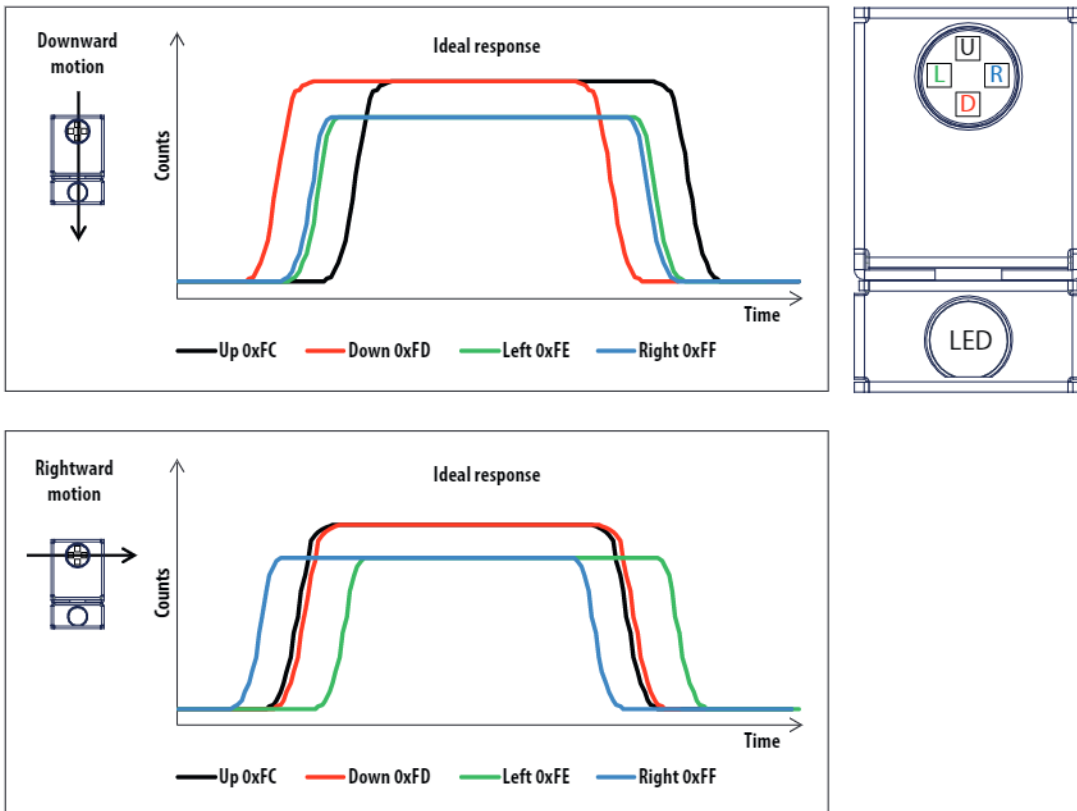 Downward
motion
Ideal response
Counts
Time
Up 0xFC Down 0xFD Left 0xFE Right 0xFF
U
L R
D
LED
Rightward
motion
Ideal response
Counts
Time
Up 0xFC Down 0xFD Left 0xFE Right 0xFF